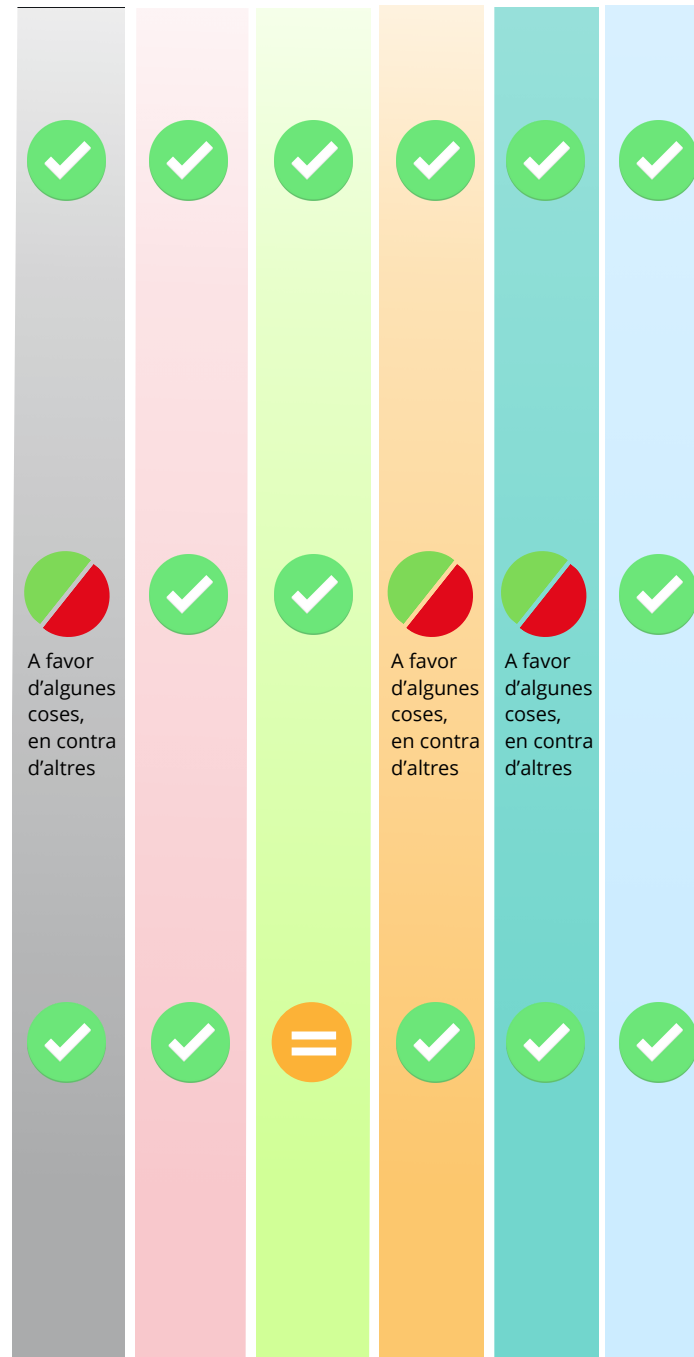 A favor
d’algunes
coses,
en contra
d’altres
A favor
d’algunes
coses,
en contra
d’altres
A favor
d’algunes
coses,
en contra
d’altres